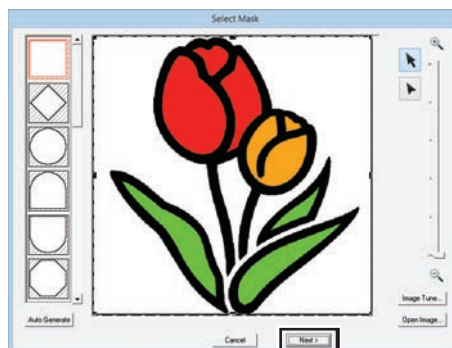 Select Mask
Image Tune...
Auto Generate
Open Image...
Cancel
Next >